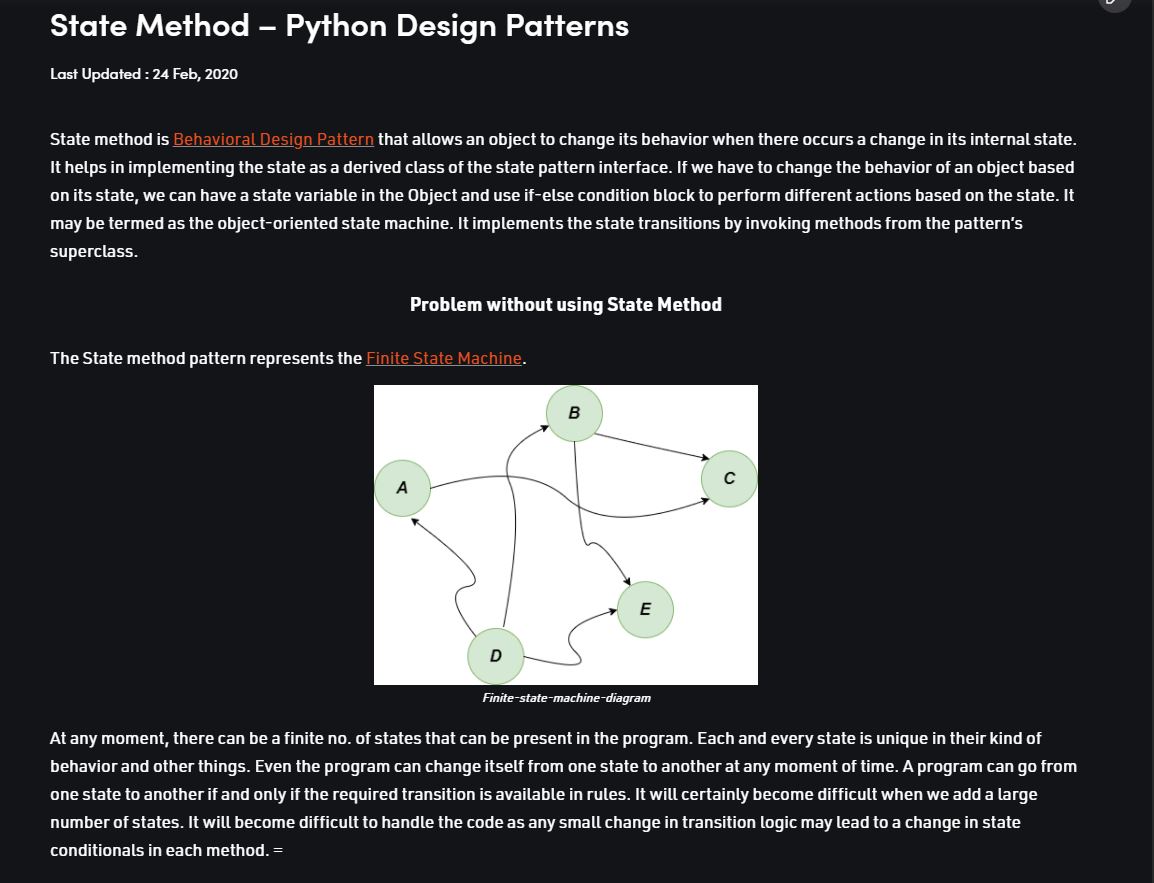 State Method – Python Design Patterns
Last Updated : 24 Feb, 2020
State method is Behavioral Design Pattern that allows an object to change its behavior when there occurs a change in its internal state.
It helps in implementing the state as a derived class of the state pattern interface. If we have to change the behavior of an object based
on its state, we can have a state variable in the Object and use if-else condition block to perform different actions based on the state. It
may be termed as the object-oriented state machine. It implements the state transitions by invoking methods from the pattern's
superclass.
Problem without using State Method
The State method pattern represents the Finite State Machine.
B
C
A
E
D
Finite-state-machine-diagram
At any moment, there can be a finite no. of states that can be present in the program. Each and every state is unique in their kind of
behavior and other things. Even the program can change itself from one state to another at any moment of time. A program can go from
one state to another if and only if the required transition is available in rules. It will certainly become difficult when we add a large
number of states. It will become difficult to handle the code as any small change in transition logic may lead to a change in state
conditionals in each method. =